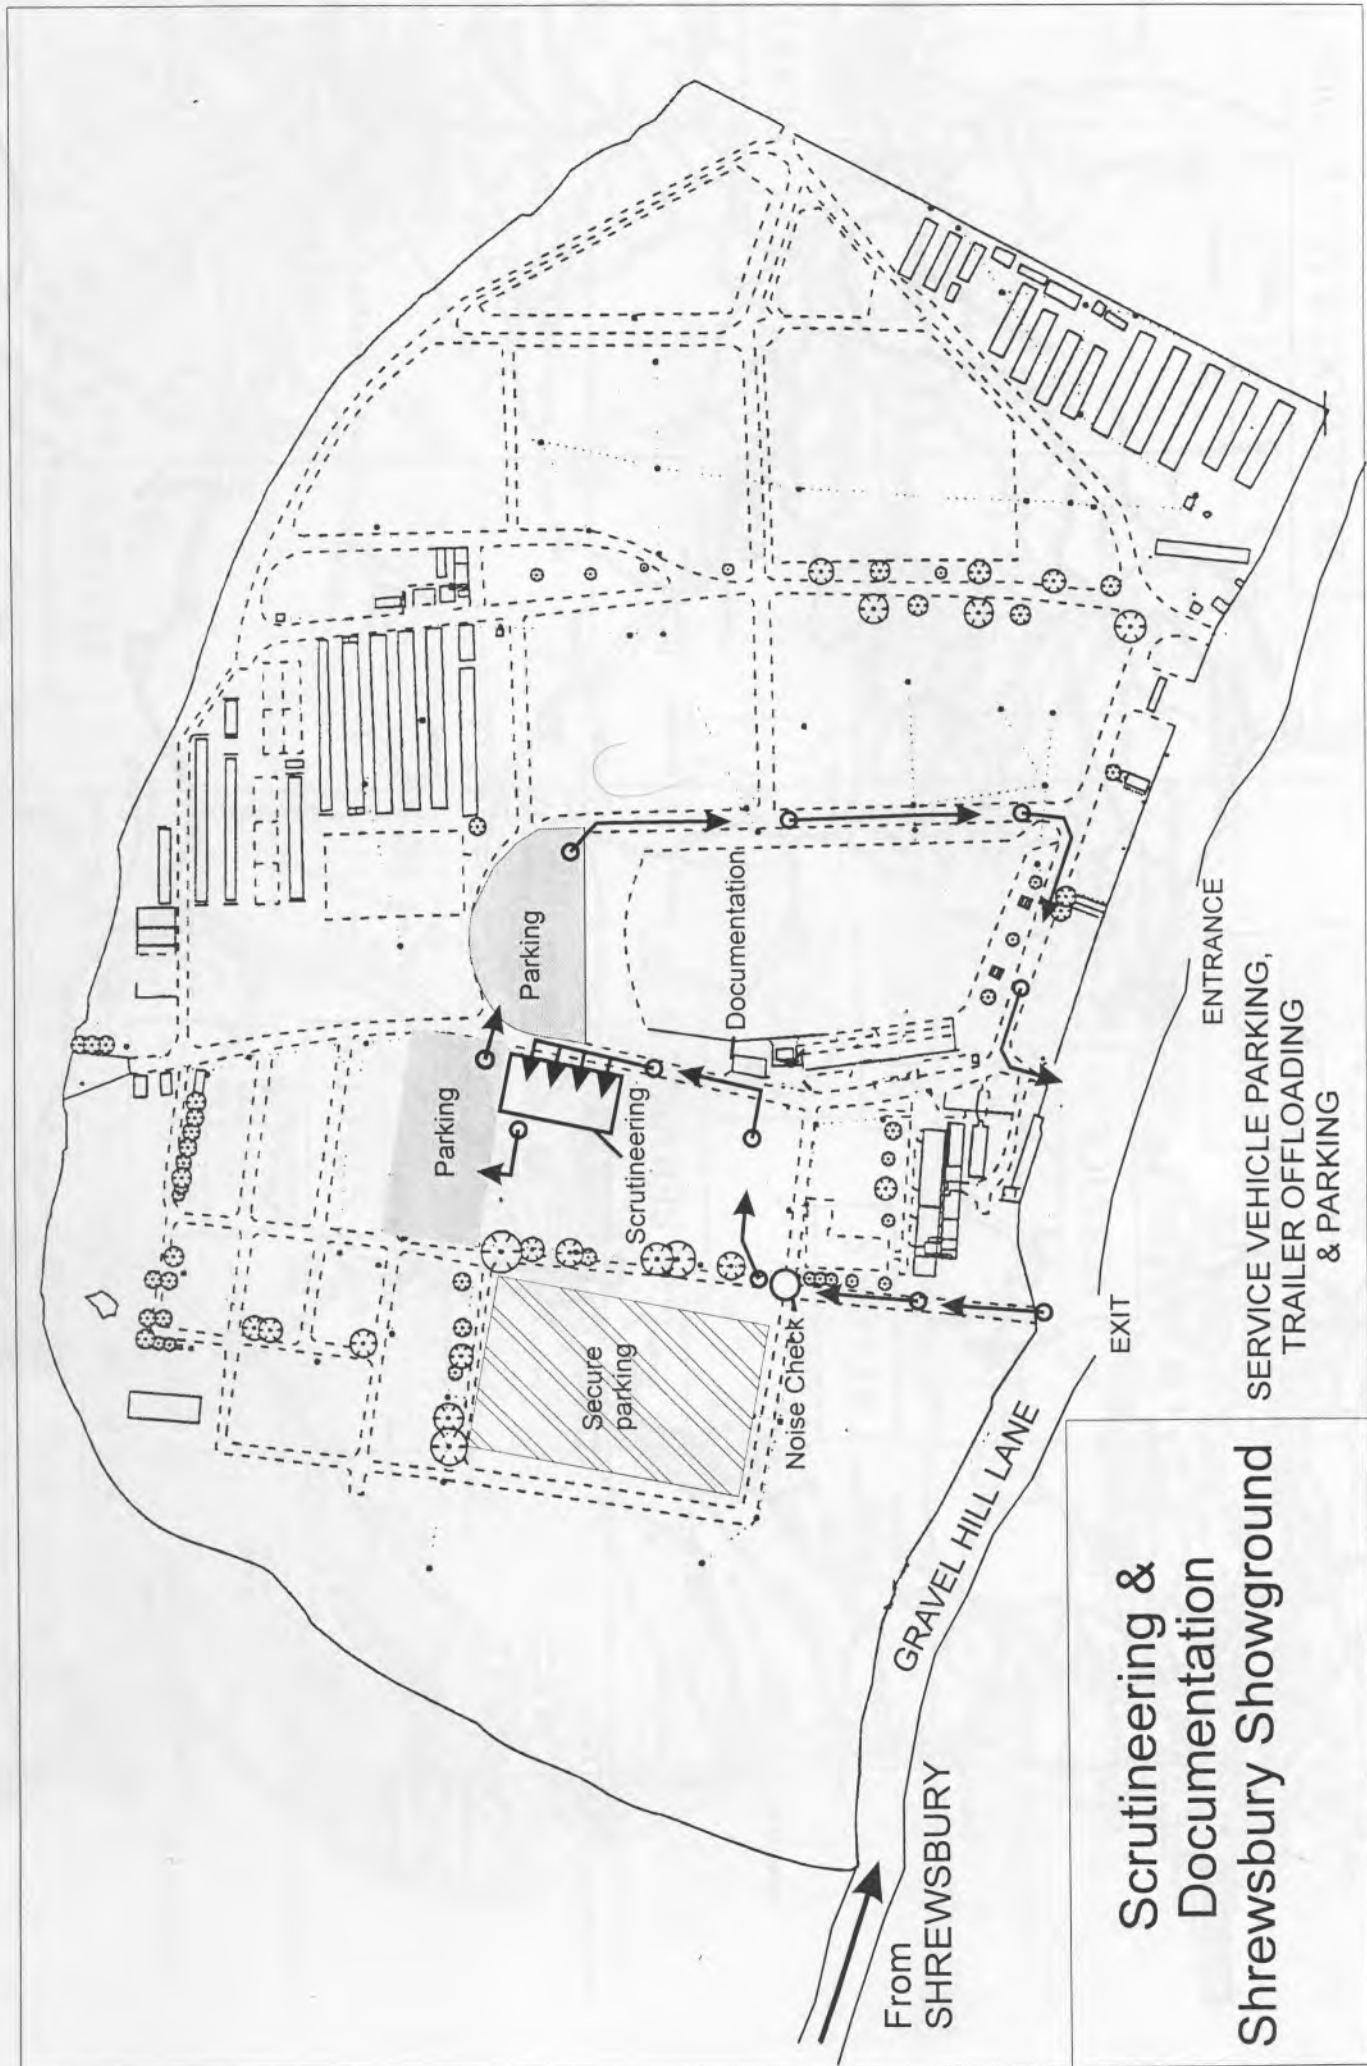 Parking
Parking
Documentation
Scrutineering
Secure
parking
Noise Check
ENTRANCE
EXIT
SERVICE VEHICLE PARKING,
TRAILER OFFLOADING
& PARKING
GRAVEL HILL LANE
From
SHREWSBURY
Scrutineering &
Documentation
Shrewsbury Showground